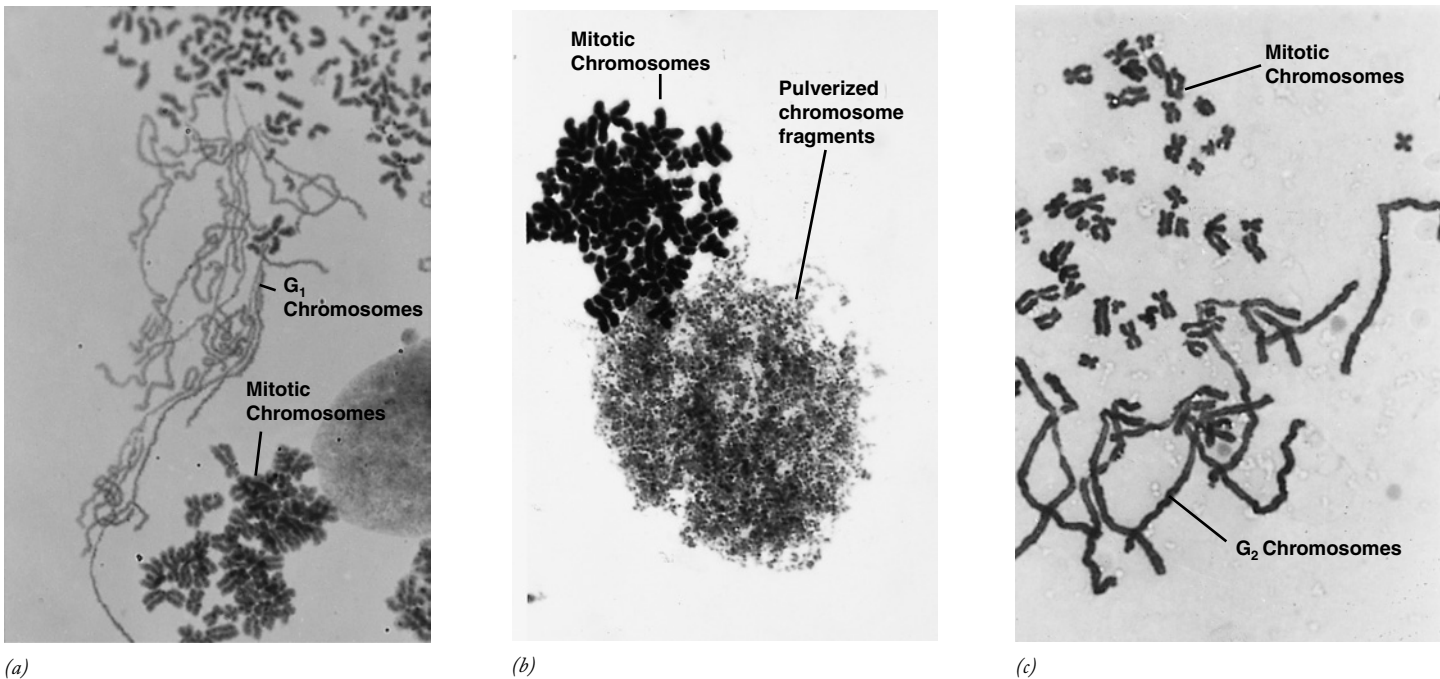 G₁
Chromosomes
Mitotic
Chromosomes
(a)
Mitotic
Chromosomes
Pulverized
chromosome
fragments
(b)
Mitotic
Chromosomes
G₂ Chromosomes
(c)